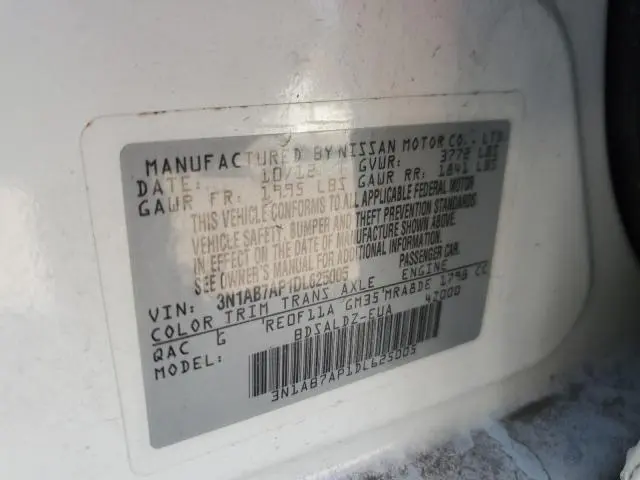 MANUFACTURED BY NISSAN MOTOR CO., LTD
DATE: 10/12 GVWR: 3778 LBS
GAWR FR: 1995 LBS GAWR RR: 1841 LBS
THIS VEHICLE CONFORMS TO ALL APPLICABLE FEDERAL MOTOR
VEHICLE SAFETY, BUMPER AND THEFT PREVENTION STANDARDS
IN EFFECT ON THE DATE OF MANUFACTURE SHOWN ABOVE.
SEE OWNER'S MANUAL FOR ADDITIONAL INFORMATION.
VIN: 3N1AB7AP1DL625005 PASSENGER CAR
COLOR TRIM TRANS AXLE ENGINE
QAC G RE0F11A GM35 MRA8DE 1798 CC
MODEL: BDSALDZ-EUA 42000
3N1AB7AP1DL625005